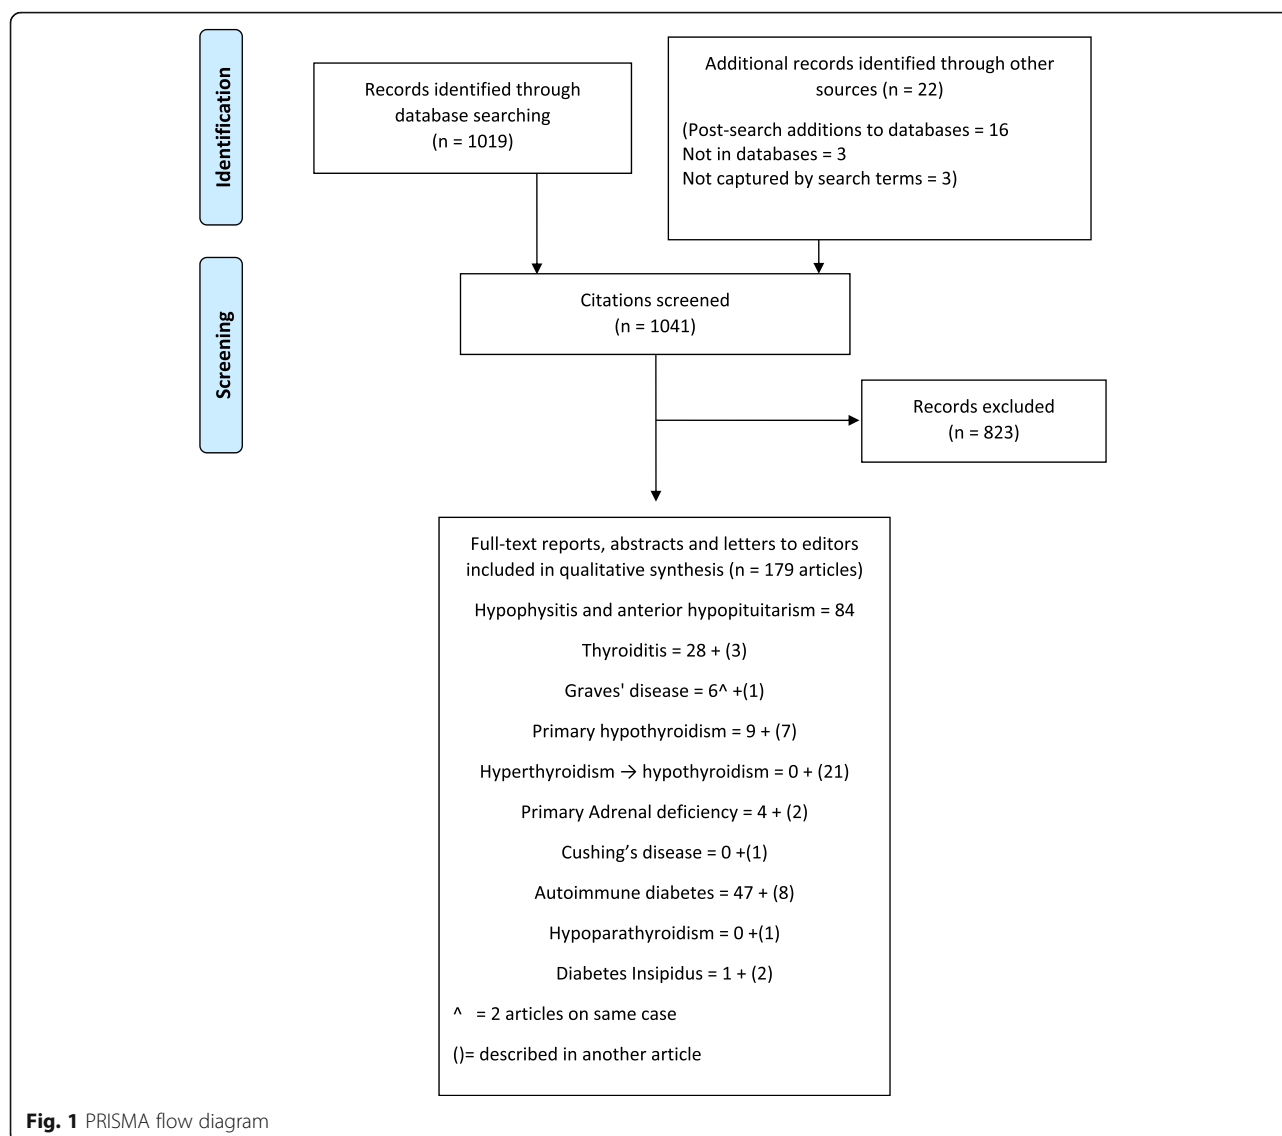 Identification
Records identified through
database searching
(n = 1019)
Additional records identified through other
sources (n = 22)
(Post-search additions to databases = 16
Not in databases = 3
Not captured by search terms = 3)
Screening
Citations screened
(n = 1041)
Records excluded
(n = 823)
Full-text reports, abstracts and letters to editors
included in qualitative synthesis (n = 179 articles)
Hypophysitis and anterior hypopituitarism = 84
Thyroiditis = 28 + (3)
Graves' disease = 6^ +(1)
Primary hypothyroidism = 9 + (7)
Hyperthyroidism → hypothyroidism = 0 + (21)
Primary Adrenal deficiency = 4 + (2)
Cushing’s disease = 0 +(1)
Autoimmune diabetes = 47 + (8)
Hypoparathyroidism = 0 +(1)
Diabetes Insipidus = 1 + (2)
^ = 2 articles on same case
()= described in another article
Fig. 1 PRISMA flow diagram